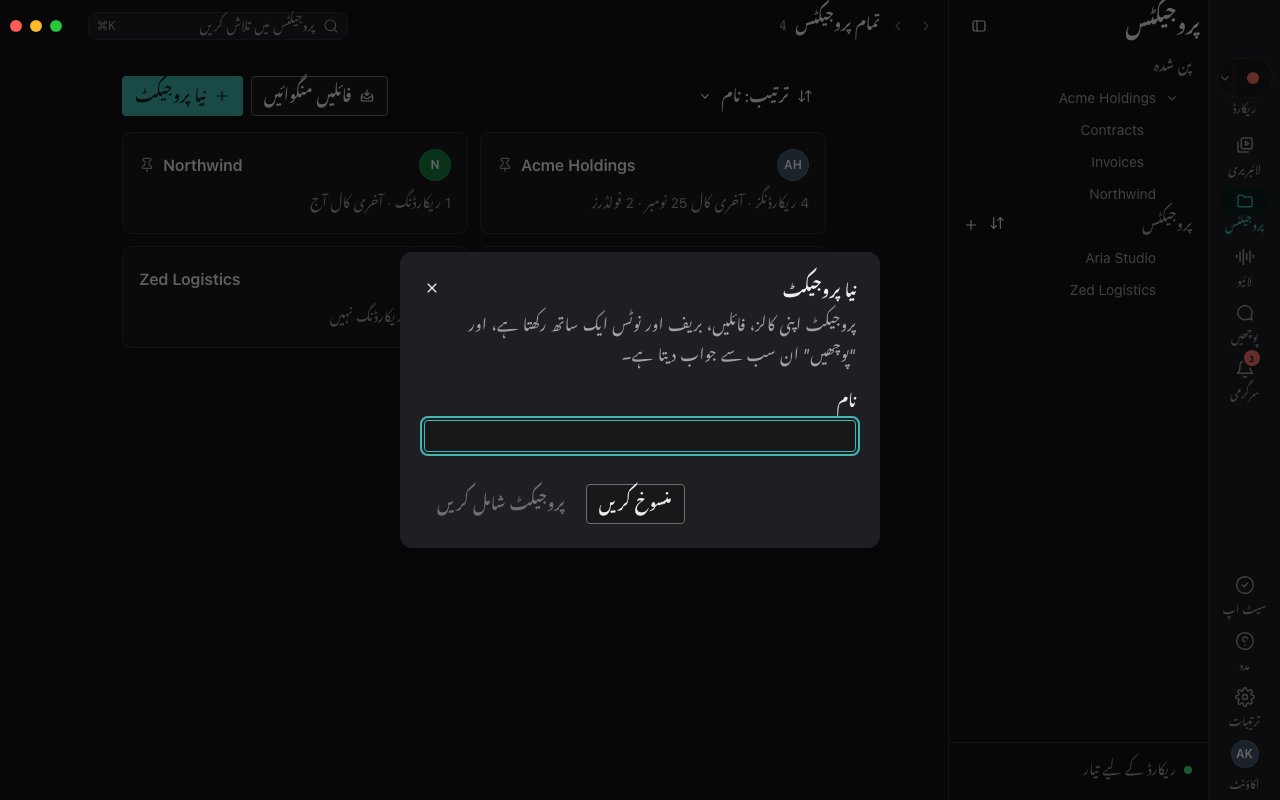 پروجیکٹس
تمام پروجیکٹس 4
پروجیکٹس میں تلاش کریں
⌘K
پن شدہ
Acme Holdings
Contracts
Invoices
Northwind
پروجیکٹس
Aria Studio
Zed Logistics
ریکارڈ کے لیے تیار
ریکارڈ
لائبریری
پروجیکٹس
لائیو
پوچھیں
3
سرگرمی
سیٹ اپ
مدد
ترتیبات
AK
اکاؤنٹ
ترتیب: نام
فائلیں منگوائیں
نیا پروجیکٹ
AH
Acme Holdings
4 ریکارڈنگز · آخری کال 25 نومبر · 2 فولڈرز
N
Northwind
1 ریکارڈنگ · آخری کال آج
Zed Logistics
ریکارڈنگ نہیں
نیا پروجیکٹ
پروجیکٹ اپنی کالز، فائلیں، بریف اور نوٹس ایک ساتھ رکھتا ہے، اور
“پوچھیں” ان سب سے جواب دیتا ہے۔
نام
منسوخ کریں
پروجیکٹ شامل کریں